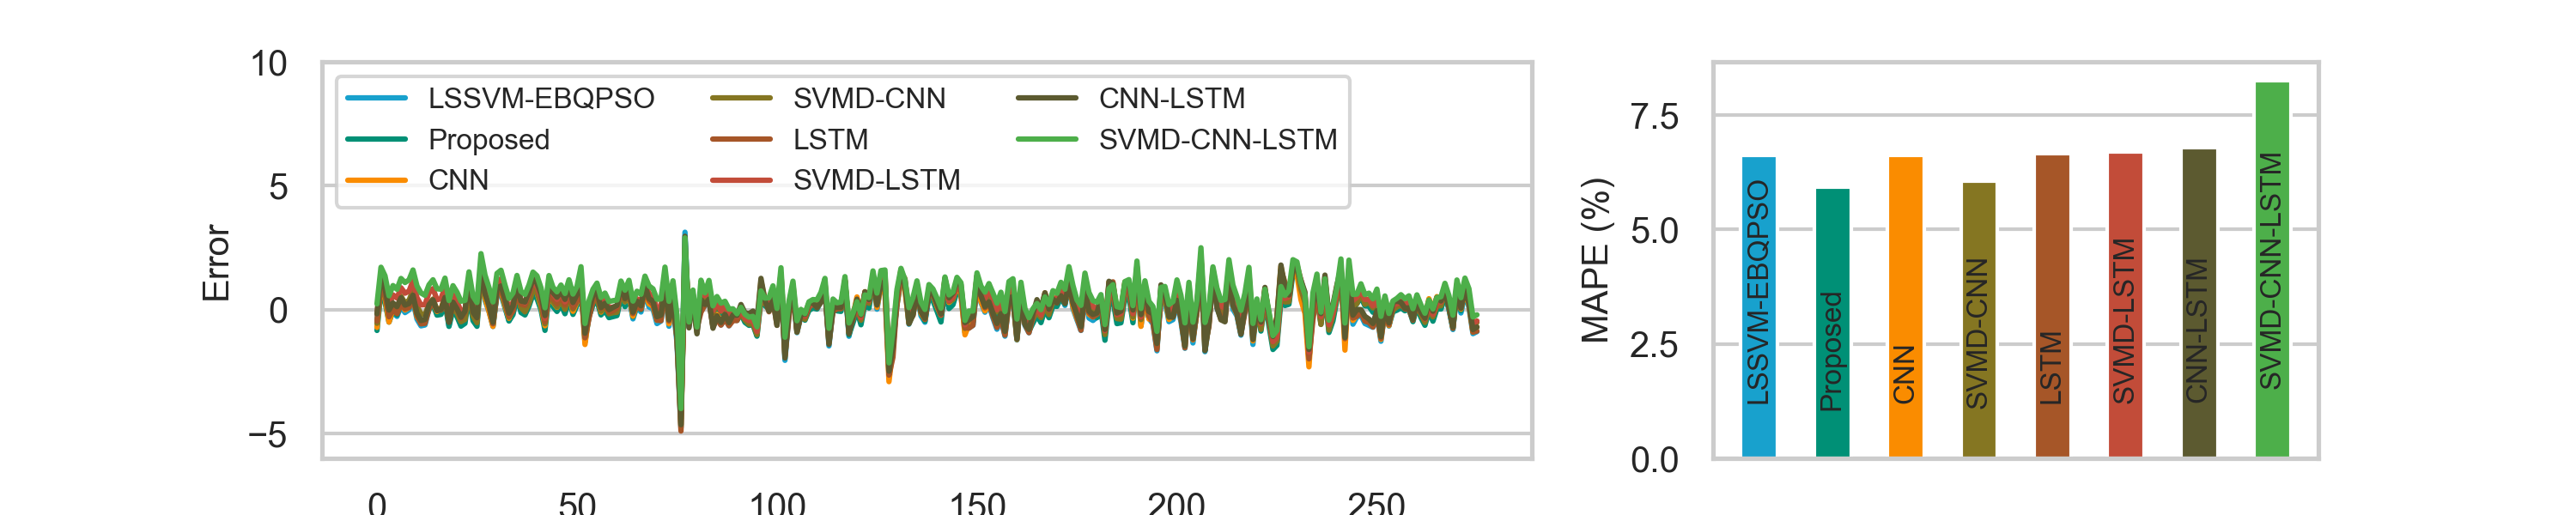 10
5
0
−5
Error
LSSVM-EBQPSO
Proposed
CNN
SVMD-CNN
LSTM
SVMD-LSTM
CNN-LSTM
SVMD-CNN-LSTM
0 50 100 150 200 250
7.5
5.0
2.5
0.0
MAPE (%)
LSSVM-EBQPSO
Proposed
CNN
SVMD-CNN
LSTM
SVMD-LSTM
CNN-LSTM
SVMD-CNN-LSTM